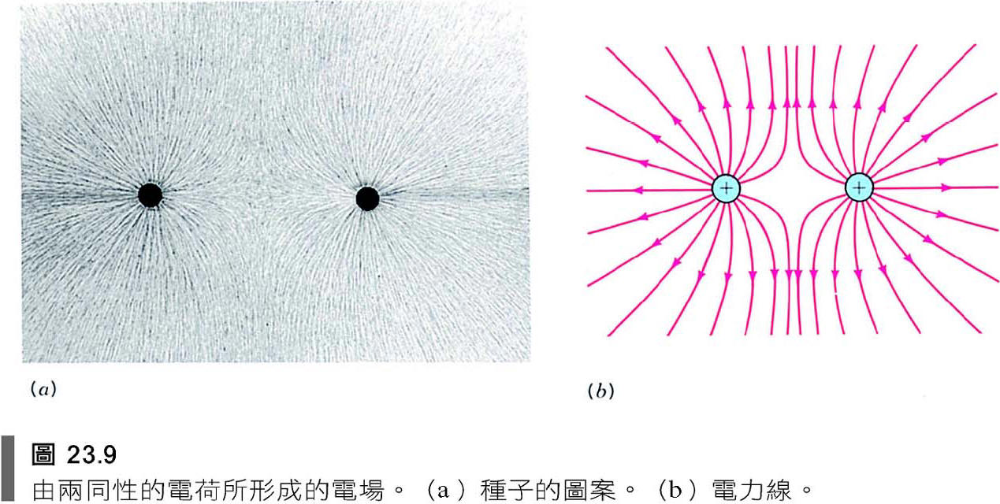 + +
(a) (b)
圖 23.9
由兩同性的電荷所形成的電場。（a）種子的圖案。（b）電力線。